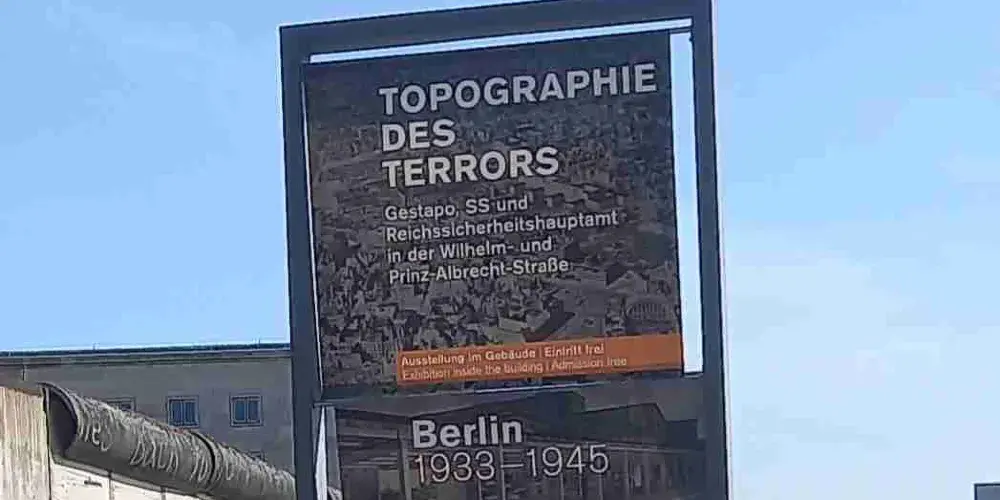 TOPOGRAPHIE
DES
TERRORS
Gestapo, SS und
Reichssicherheitshauptamt
in der Wilhelm- und
Prinz-Albrecht-Straße
Ausstellung im Gebäude | Eintritt frei
Exhibition inside the building | Admission free
Berlin
1933–1945